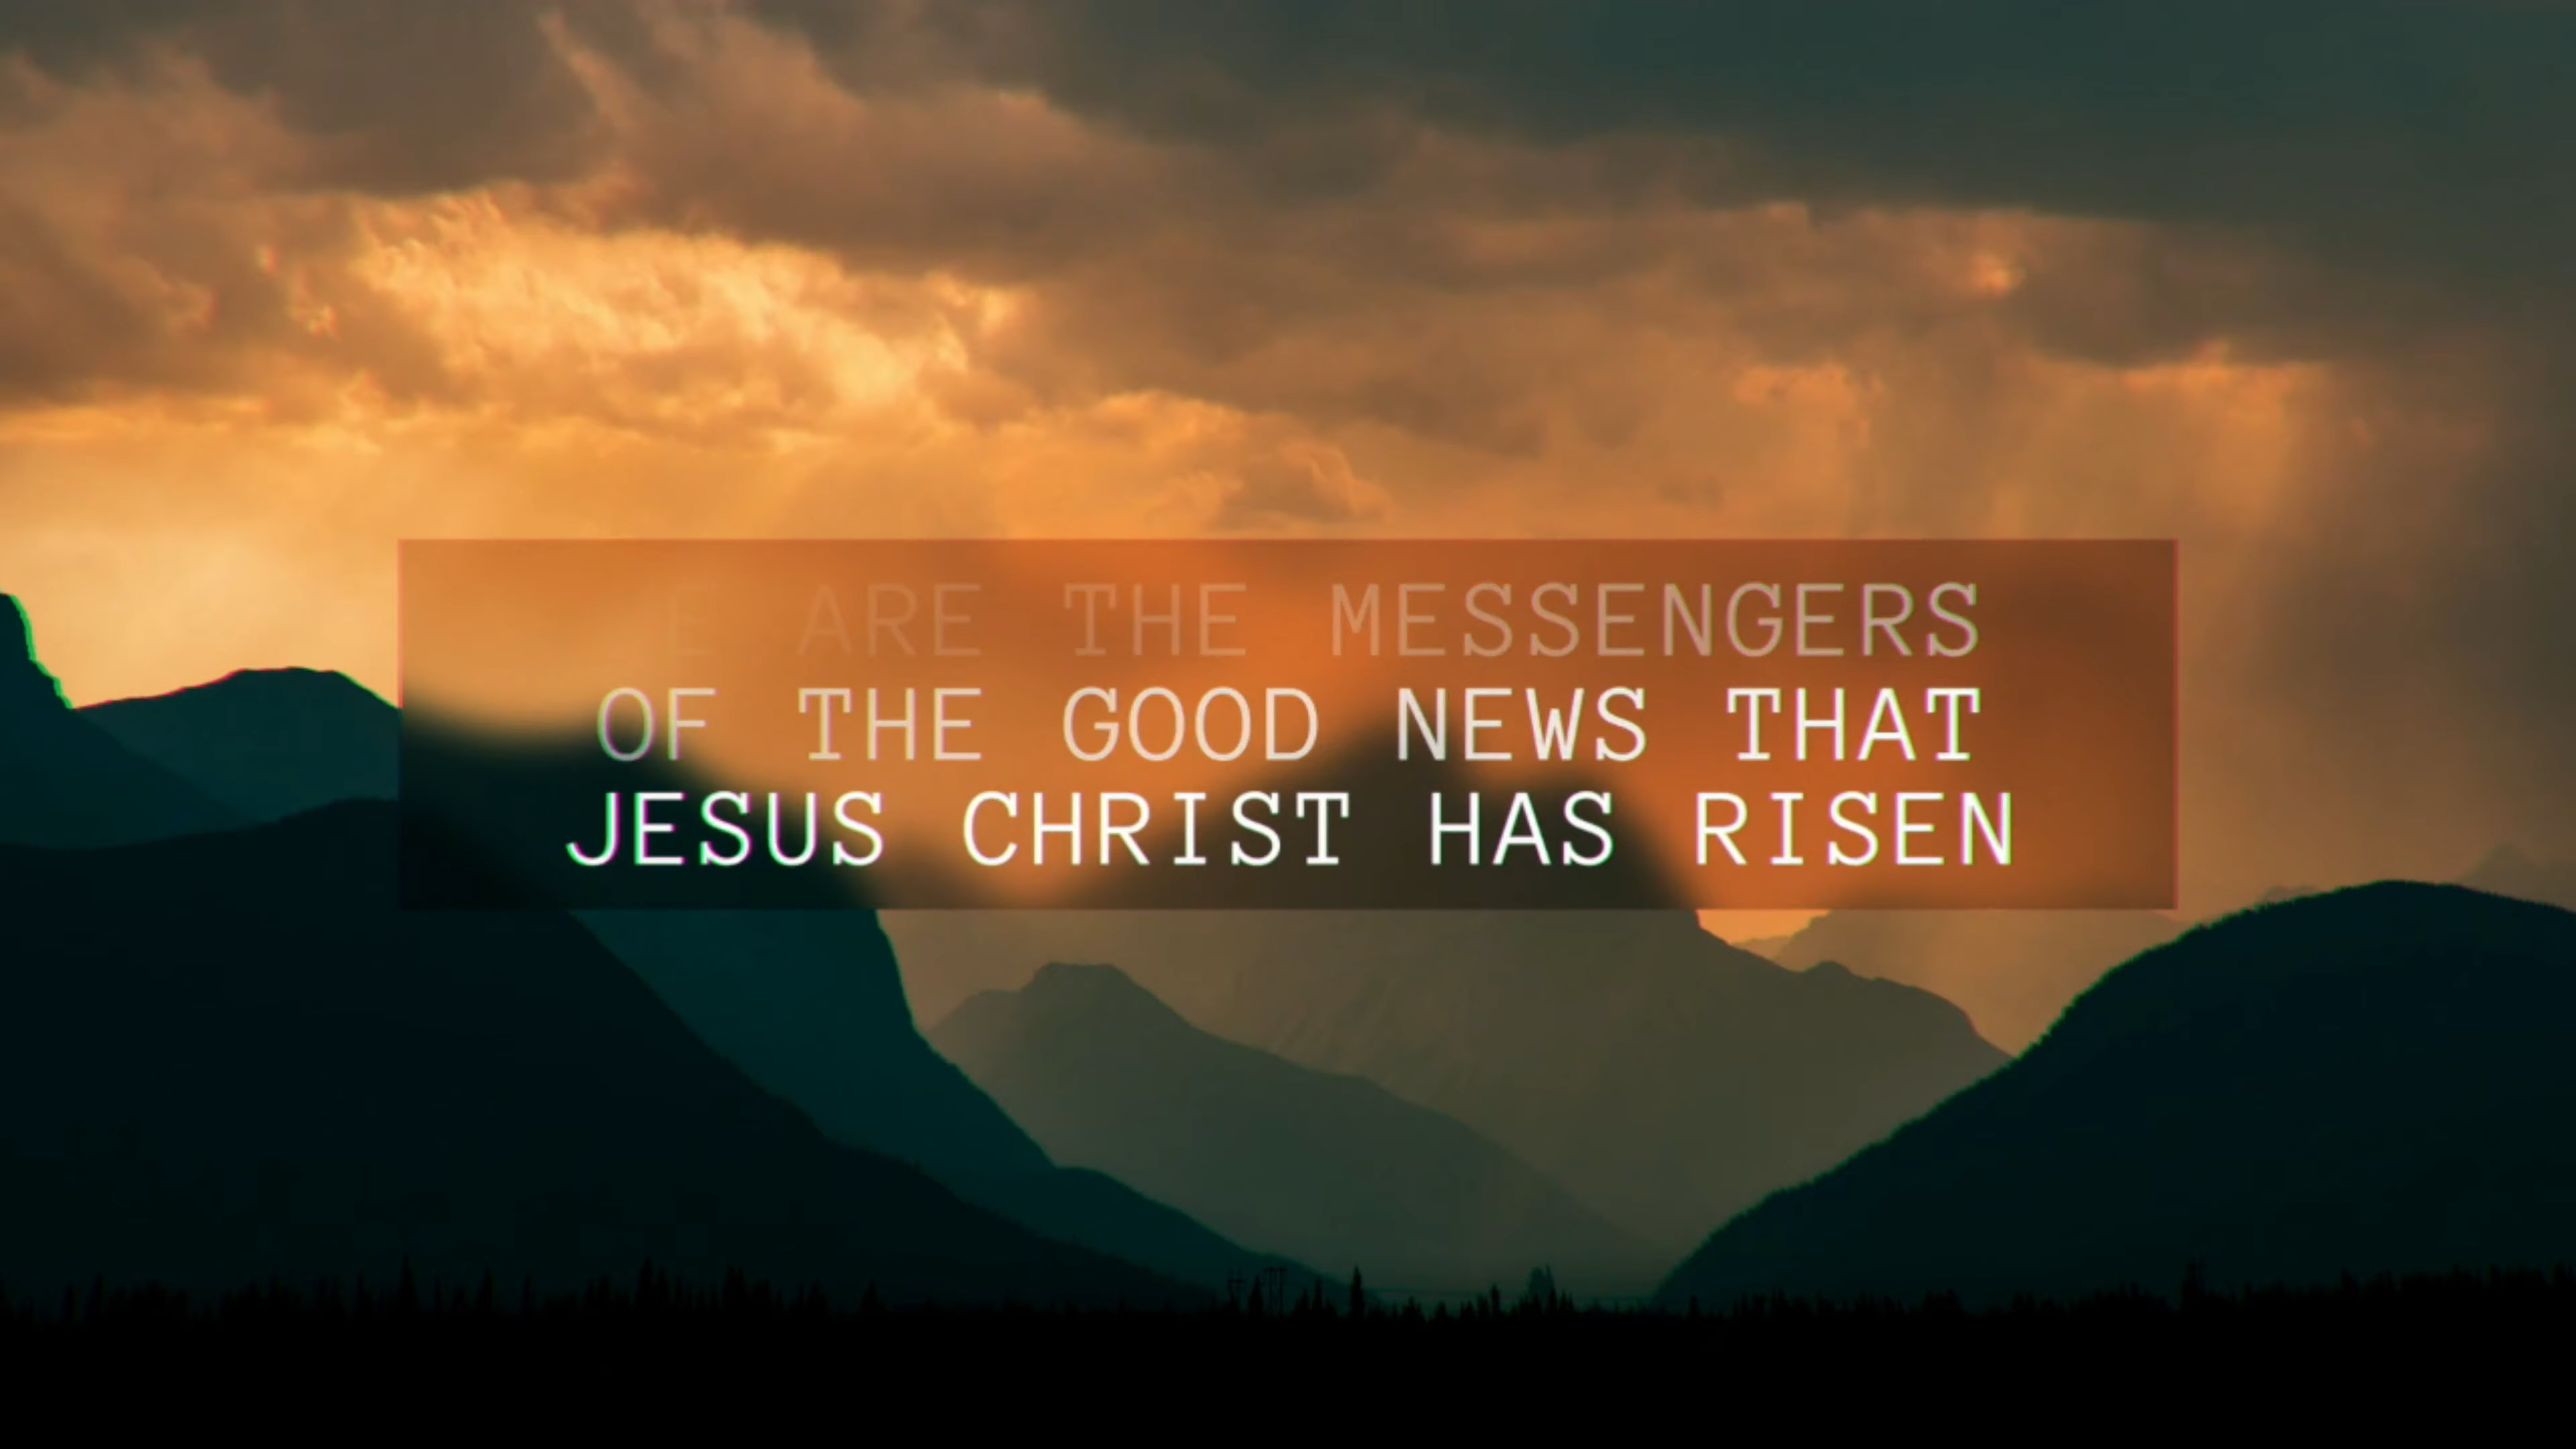 ARE THE MESSENGERS
OF THE GOOD NEWS THAT
JESUS CHRIST HAS RISEN